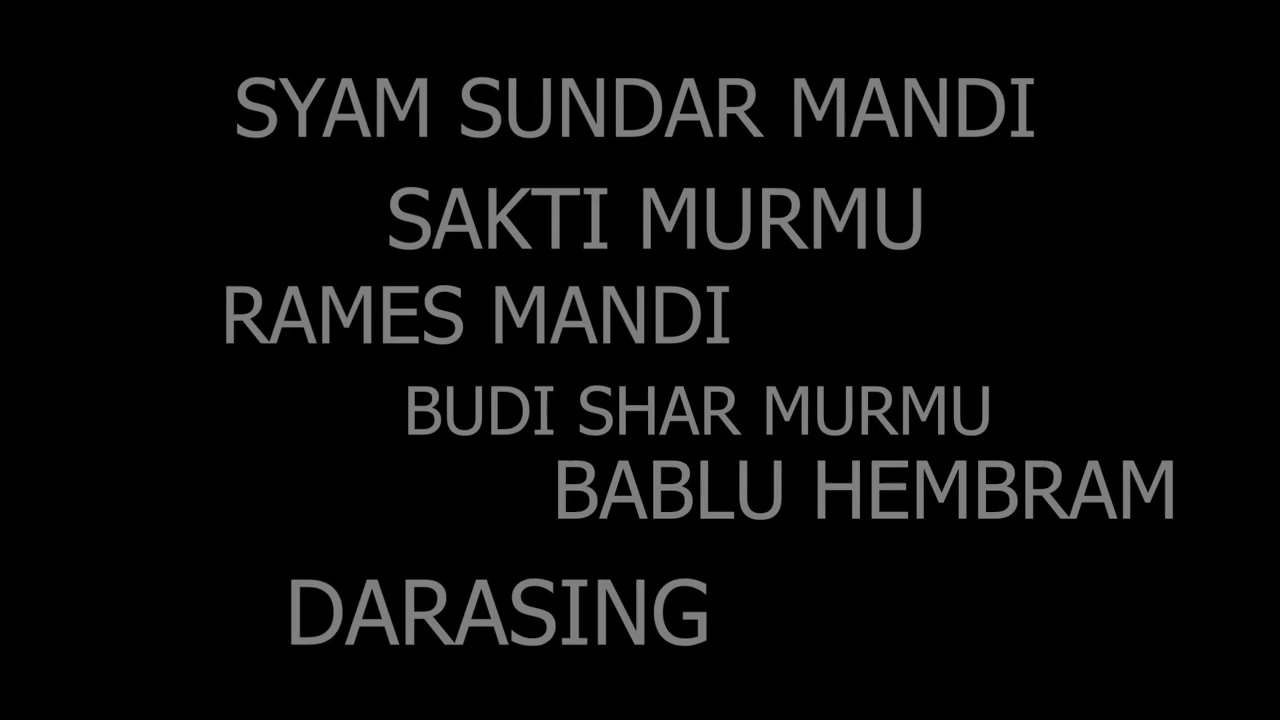 SYAM SUNDAR MANDI
SAKTI MURMU
RAMES MANDI
BUDI SHAR MURMU
BABLU HEMBRAM
DARASING